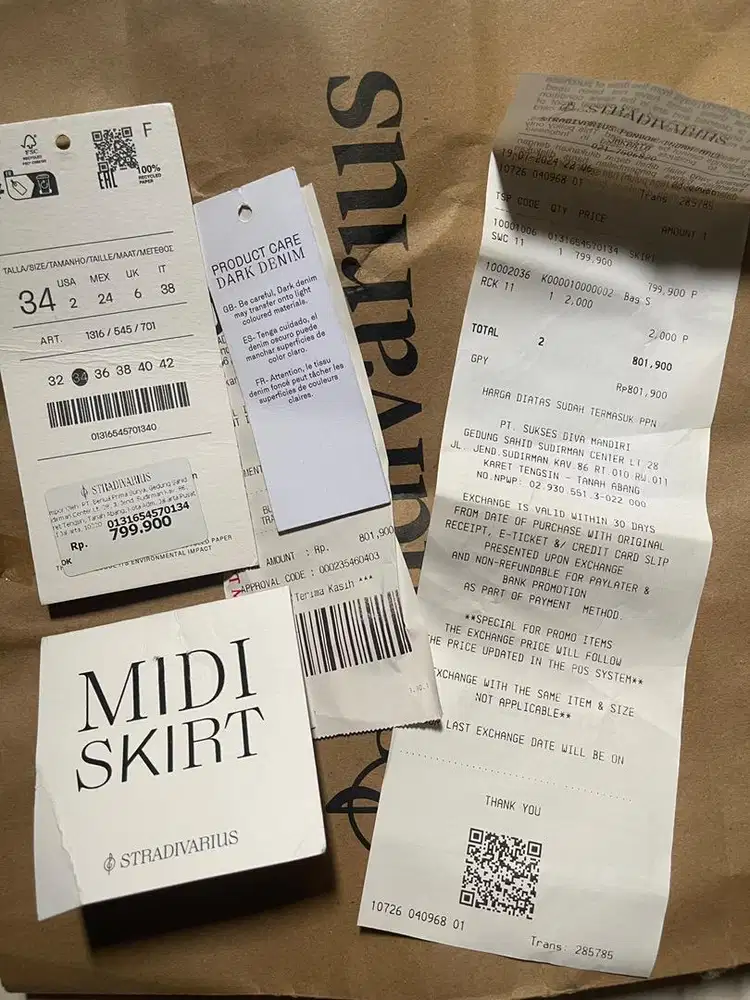 Stradivarius
FSC
RECYCLED
F
EAC
100%
RECYCLED
PAPER
TALLA/SIZE/TAMANHO/TAILLE/MAAT/ΜΕΓΕΘΟΣ
34
USA MEX UK IT
2 24 6 38
ART. 1316 / 545 / 701
32 34 36 38 40 42
01316545701340
STRADIVARIUS
0131654570134
Rp. 799.900
ENVIRONMENTAL IMPACT
PRODUCT CARE
DARK DENIM
GB- Be careful, Dark denim
may transfer onto light
coloured materials.
ES- Tenga cuidado, el
denim oscuro puede
manchar superficies de
color claro.
FR- Attention, le tissu
denim foncé peut tâcher les
superficies de couleurs
claires.
AMOUNT : Rp. 801,900
APPROVAL CODE : 000235460403
Terima Kasih ***
MIDI
SKIRT
STRADIVARIUS
STRADIVARIUS
19-07-2024 22:06
10726 040968 01 Trans: 285785
TSP CODE QTY PRICE AMOUNT
10001006 0131654570134 SKIRT
SWC 11 1 799,900 799,900 P
10002036 K000010000002 Bag S
RCK 11 1 2,000 2,000 P
TOTAL 2 801,900
GPY Rp801,900
HARGA DIATAS SUDAH TERMASUK PPN
PT. SUKSES DIVA MANDIRI
GEDUNG SAHID SUDIRMAN CENTER LT 28
JL. JEND.SUDIRMAN KAV 86 RT.010 RW.011
KARET TENGSIN - TANAH ABANG
NO.NPWP: 02.930.551.3-022 000
EXCHANGE IS VALID WITHIN 30 DAYS
FROM DATE OF PURCHASE WITH ORIGINAL
RECEIPT, E-TICKET &/ CREDIT CARD SLIP
PRESENTED UPON EXCHANGE
AND NON-REFUNDABLE FOR PAYLATER &
BANK PROMOTION
AS PART OF PAYMENT METHOD.
**SPECIAL FOR PROMO ITEMS
THE EXCHANGE PRICE WILL FOLLOW
THE PRICE UPDATED IN THE POS SYSTEM**
EXCHANGE WITH THE SAME ITEM & SIZE
NOT APPLICABLE**
LAST EXCHANGE DATE WILL BE ON
THANK YOU
10726 040968 01
Trans: 285785